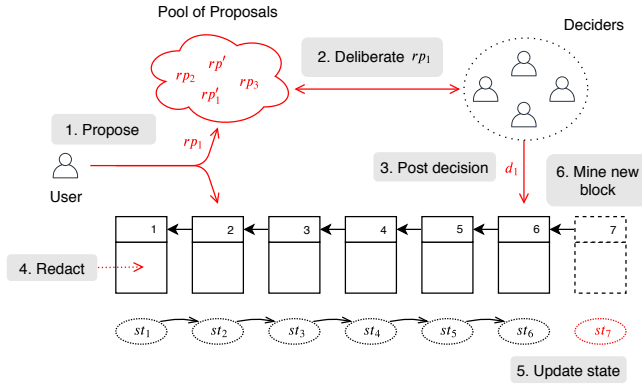 Pool of Proposals
Deciders
2. Deliberate rp₁
rp′
rp₂
rp₃
rp′₁
1. Propose
rp₁
User
3. Post decision
d₁
6. Mine new
block
1
2
3
4
5
6
7
4. Redact
st₁
st₂
st₃
st₄
st₅
st₆
st₇
5. Update state